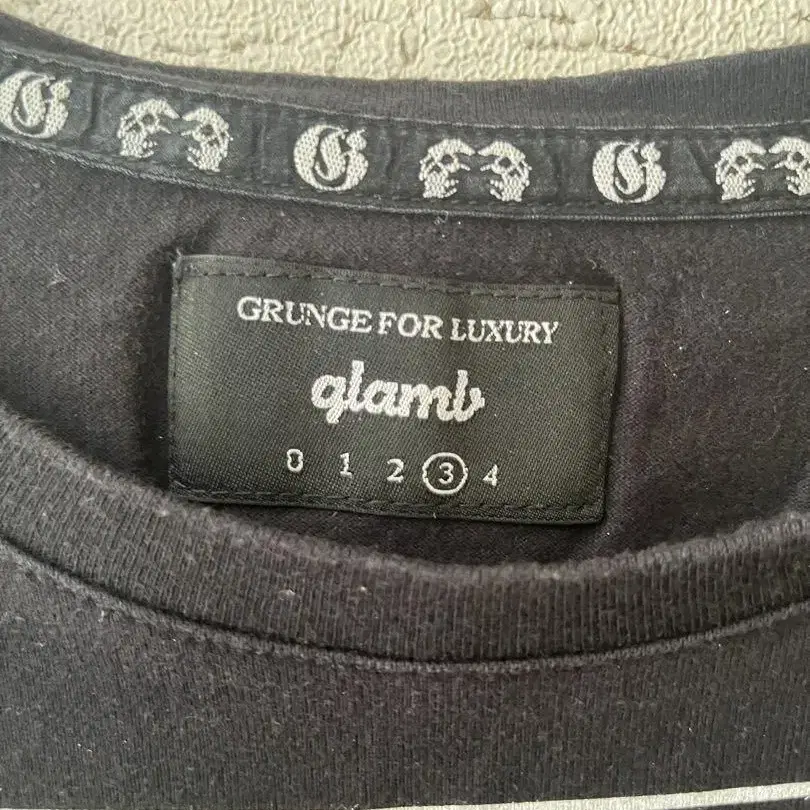 G G G
GRUNGE FOR LUXURY
glamb
0 1 2 3 4